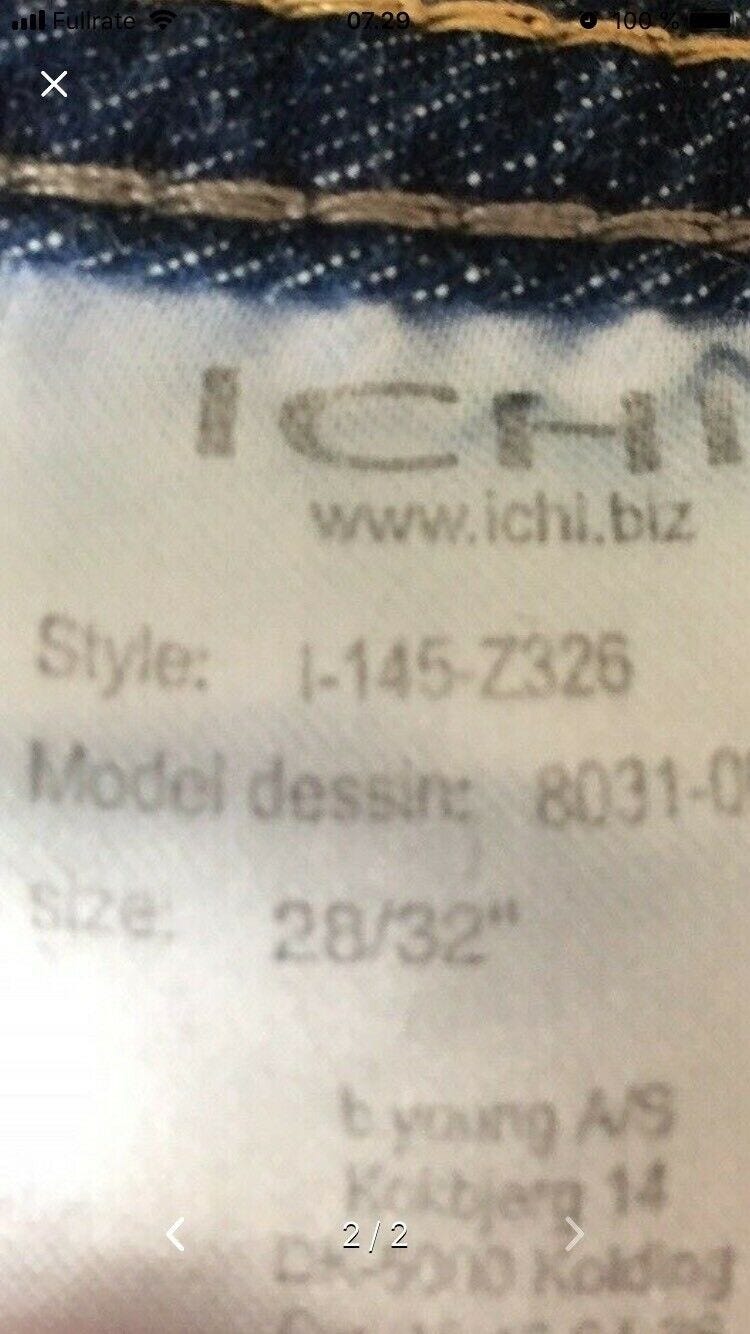 Fullrate 07.29 100 %
ICHI
www.ichi.biz
Style: I-145-Z326
Model dessin: 8031-0
size: 28/32"
b.young A/S
Kokbjerg 14
Kolding
2 / 2